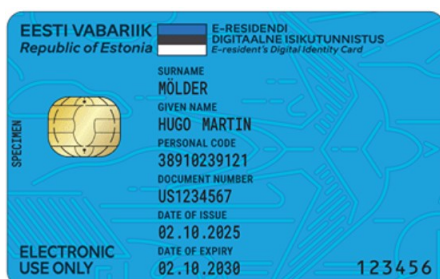 EESTI VABARIIK
Republic of Estonia
E-RESIDENDI
DIGITAALNE ISIKUTUNNISTUS
E-resident's Digital Identity Card
SURNAME
MÖLDER
GIVEN NAME
HUGO MARTIN
PERSONAL CODE
38910239121
DOCUMENT NUMBER
US1234567
DATE OF ISSUE
02.10.2025
DATE OF EXPIRY
02.10.2030
SPECIMEN
ELECTRONIC
USE ONLY
123456